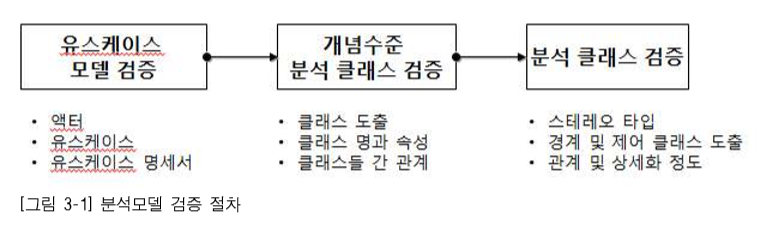 유스케이스
모델 검증
개념수준
분석 클래스 검증
분석 클래스 검증
• 액터
• 유스케이스
• 유스케이스 명세서
• 클래스 도출
• 클래스 명과 속성
• 클래스들 간 관계
• 스테레오 타입
• 경계 및 제어 클래스 도출
• 관계 및 상세화 정도
[그림 3-1] 분석모델 검증 절차